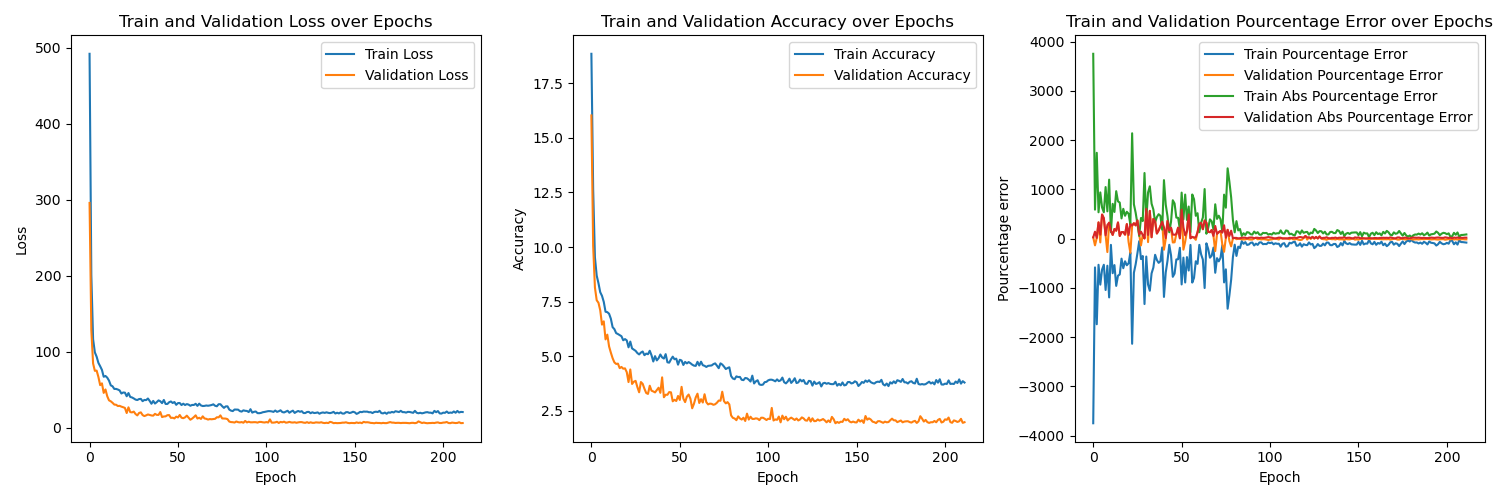 Train and Validation Loss over Epochs
500
400
300
200
100
0
Loss
0 50 100 150 200
Epoch
Train Loss
Validation Loss
Train and Validation Accuracy over Epochs
17.5
15.0
12.5
10.0
7.5
5.0
2.5
Accuracy
0 50 100 150 200
Epoch
Train Accuracy
Validation Accuracy
Train and Validation Pourcentage Error over Epochs
4000
3000
2000
1000
0
−1000
−2000
−3000
−4000
Pourcentage error
0 50 100 150 200
Epoch
Train Pourcentage Error
Validation Pourcentage Error
Train Abs Pourcentage Error
Validation Abs Pourcentage Error